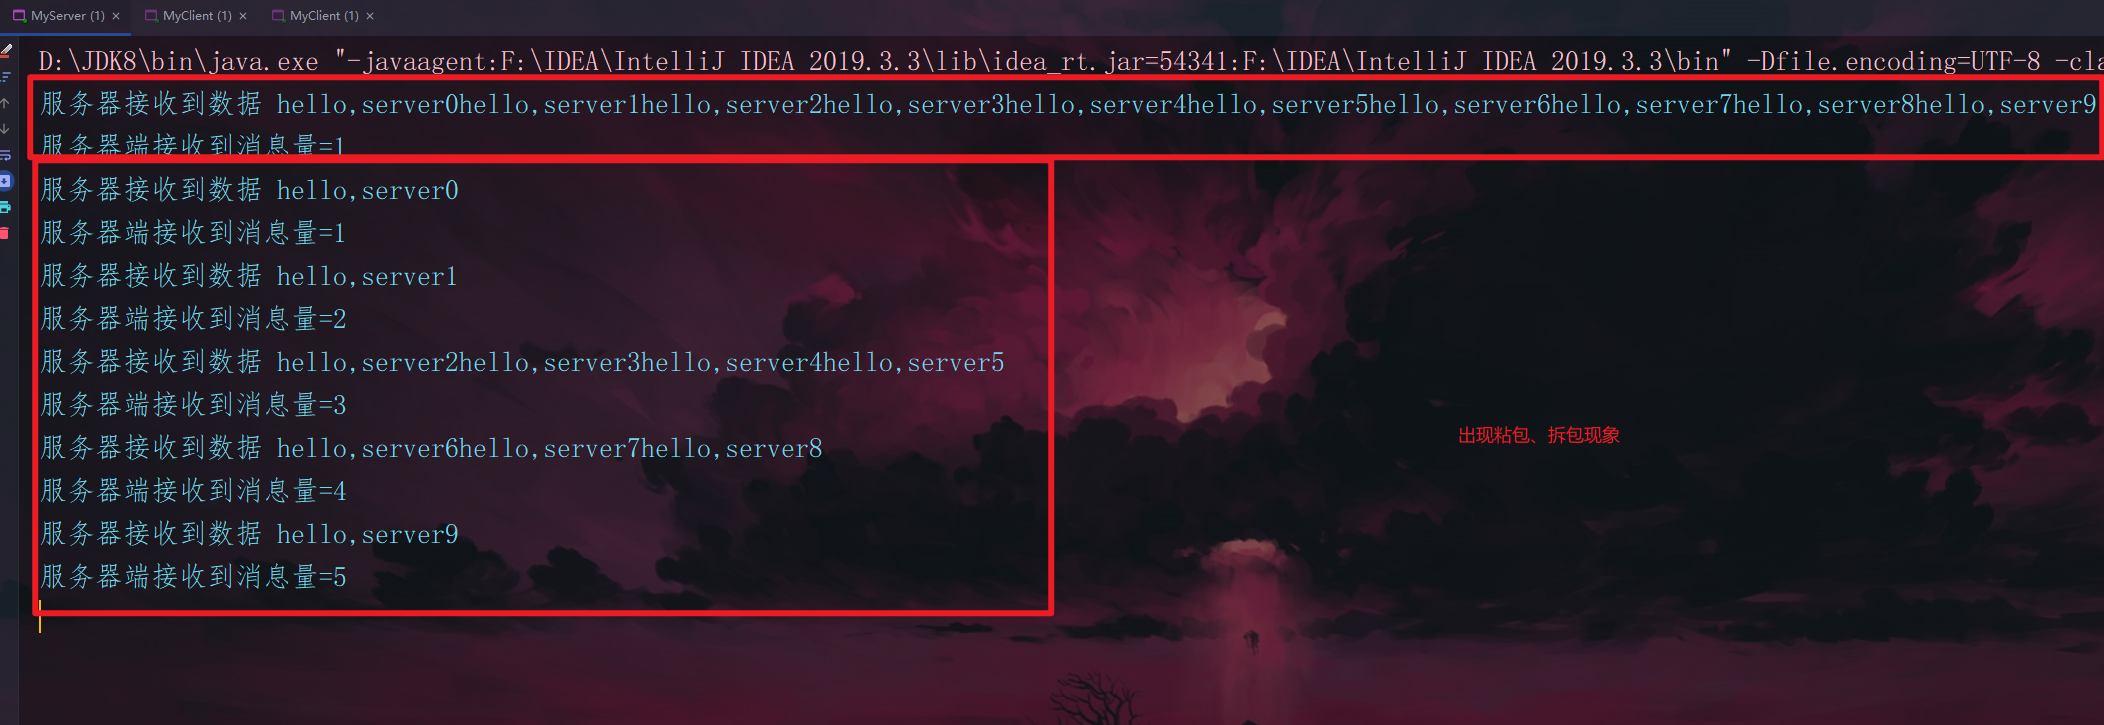 MyServer (1) × MyClient (1) × MyClient (1) ×
D:\JDK8\bin\java.exe "-javaagent:F:\IDEA\IntelliJ IDEA 2019.3.3\lib\idea_rt.jar=54341:F:\IDEA\IntelliJ IDEA 2019.3.3\bin" -Dfile.encoding=UTF-8 -cla
服务器接收到数据 hello,server0hello,server1hello,server2hello,server3hello,server4hello,server5hello,server6hello,server7hello,server8hello,server9
服务器端接收到消息量=1
服务器接收到数据 hello,server0
服务器端接收到消息量=1
服务器接收到数据 hello,server1
服务器端接收到消息量=2
服务器接收到数据 hello,server2hello,server3hello,server4hello,server5
服务器端接收到消息量=3
出现粘包、拆包现象
服务器接收到数据 hello,server6hello,server7hello,server8
服务器端接收到消息量=4
服务器接收到数据 hello,server9
服务器端接收到消息量=5